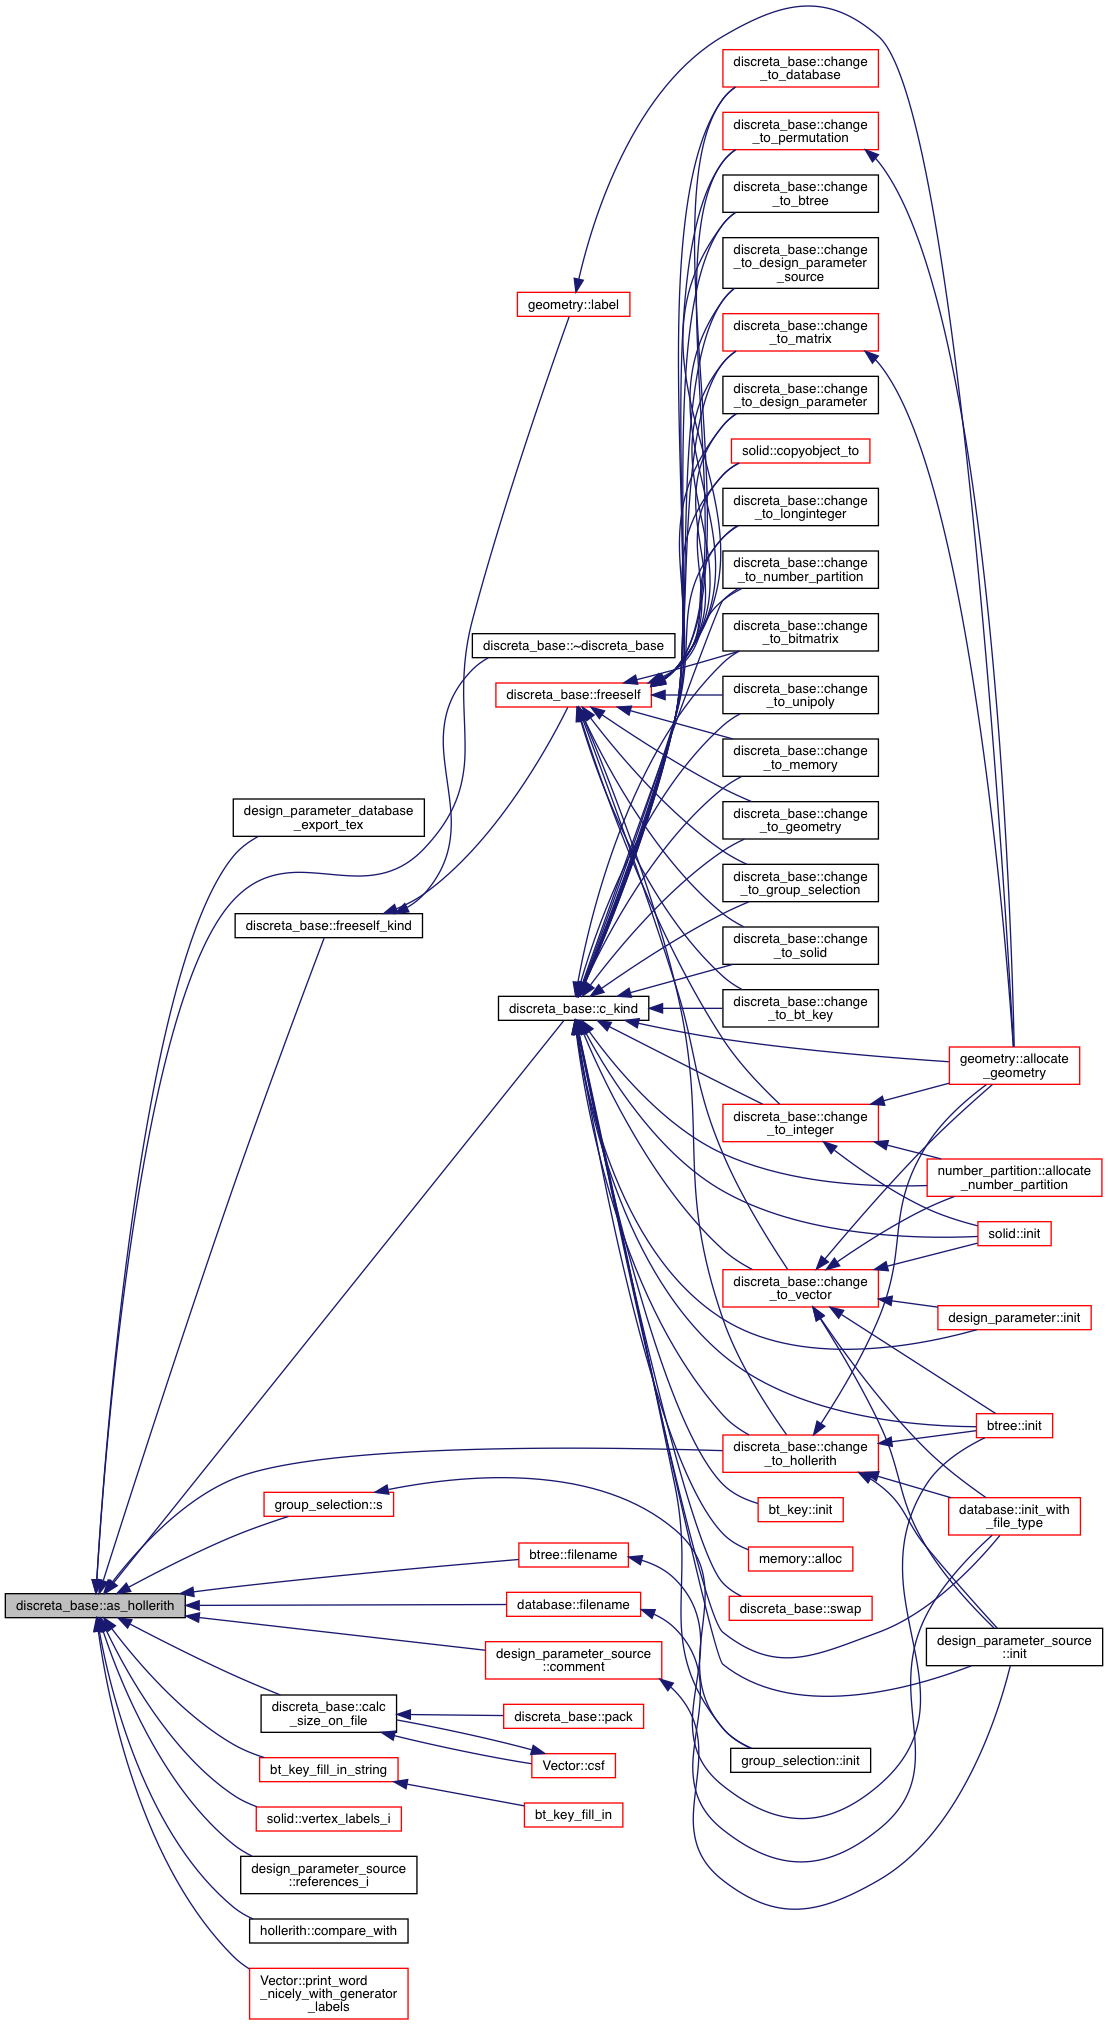 discreta_base::change
_to_database
discreta_base::change
_to_permutation
discreta_base::change
_to_btree
discreta_base::change
_to_design_parameter
_source
geometry::label
discreta_base::change
_to_matrix
discreta_base::change
_to_design_parameter
solid::copyobject_to
discreta_base::change
_to_longinteger
discreta_base::change
_to_number_partition
discreta_base::~discreta_base
discreta_base::change
_to_bitmatrix
discreta_base::freeself
discreta_base::change
_to_unipoly
discreta_base::change
_to_memory
design_parameter_database
_export_tex
discreta_base::change
_to_geometry
discreta_base::change
_to_group_selection
discreta_base::freeself_kind
discreta_base::change
_to_solid
discreta_base::c_kind
discreta_base::change
_to_bt_key
geometry::allocate
_geometry
discreta_base::change
_to_integer
number_partition::allocate
_number_partition
solid::init
discreta_base::change
_to_vector
design_parameter::init
btree::init
discreta_base::change
_to_hollerith
group_selection::s
bt_key::init
database::init_with
_file_type
btree::filename
memory::alloc
discreta_base::as_hollerith
database::filename
discreta_base::swap
design_parameter_source
::comment
design_parameter_source
::init
discreta_base::calc
_size_on_file
discreta_base::pack
Vector::csf
group_selection::init
bt_key_fill_in_string
bt_key_fill_in
solid::vertex_labels_i
design_parameter_source
::references_i
hollerith::compare_with
Vector::print_word
_nicely_with_generator
_labels